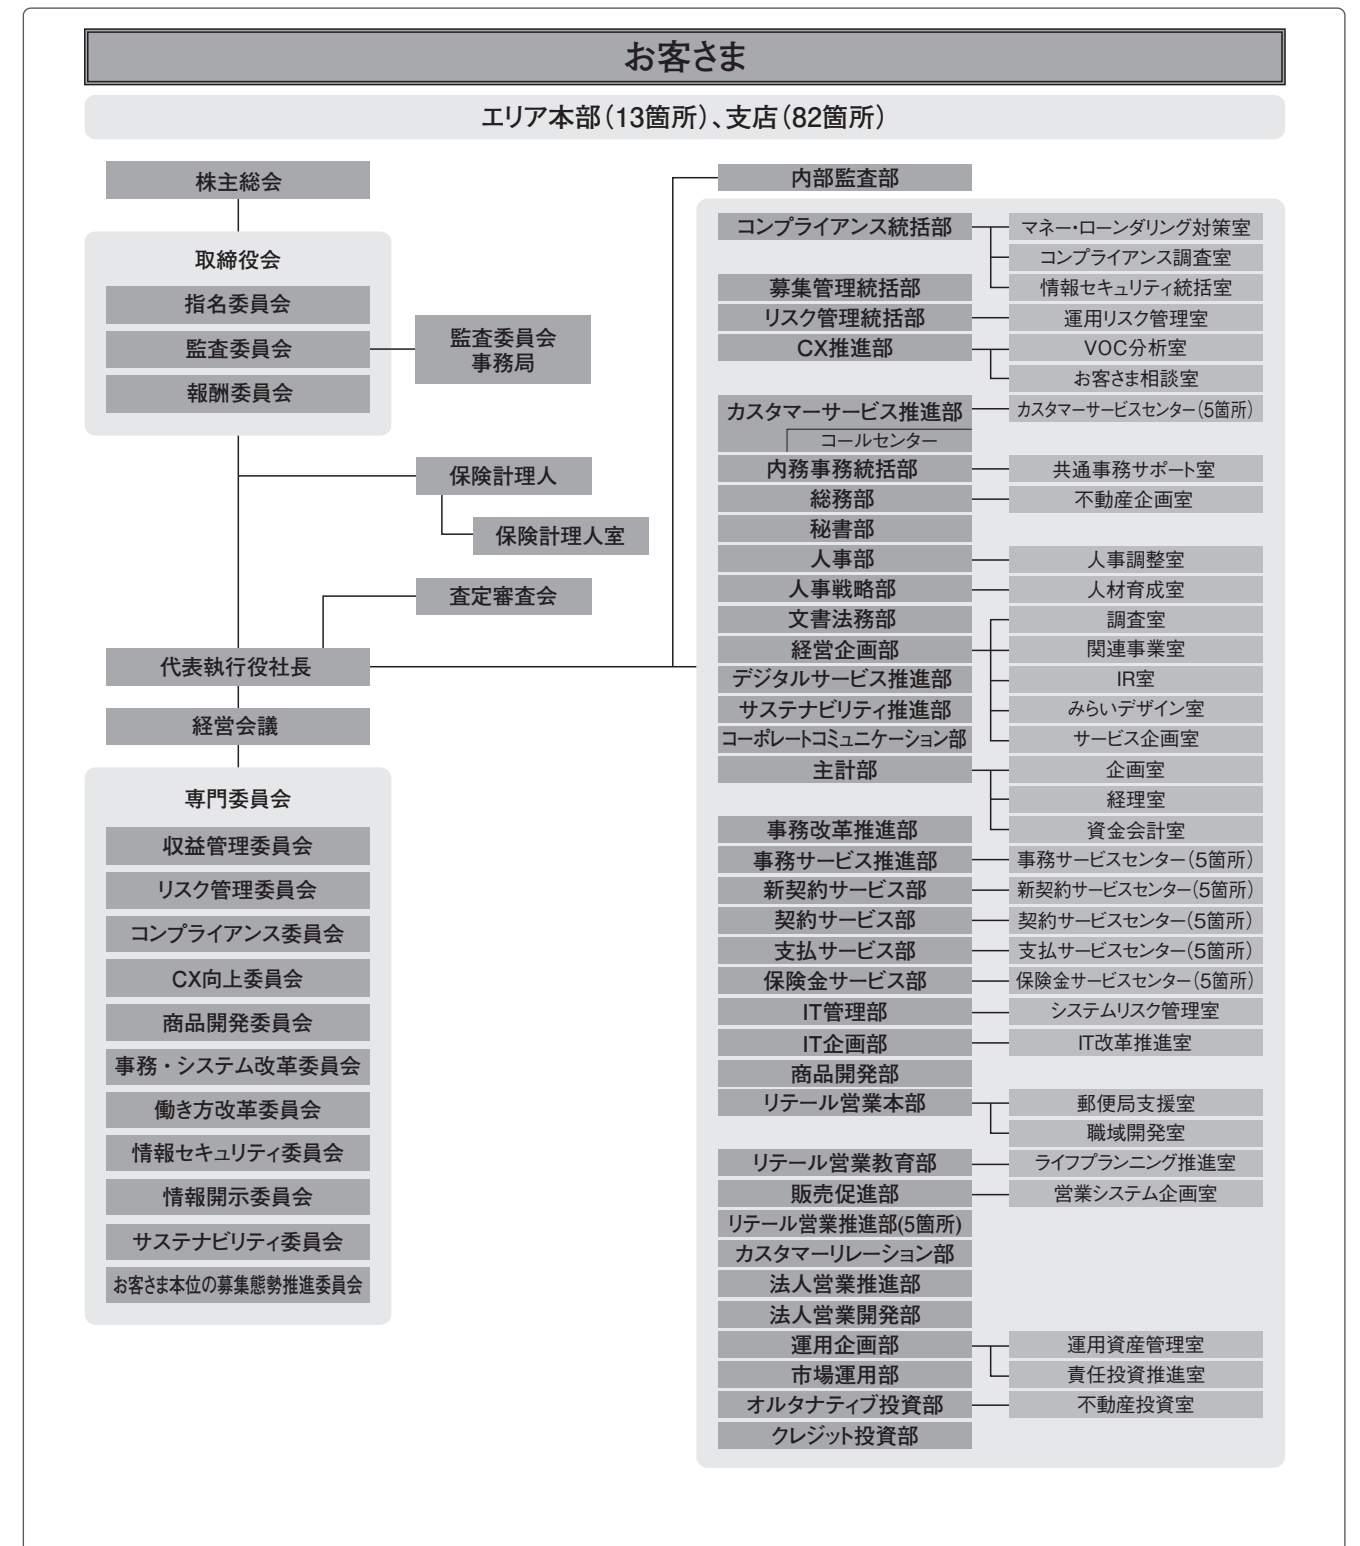 お客さま
エリア本部（13箇所）、支店（82箇所）
株主総会
取締役会
指名委員会
監査委員会
報酬委員会
監査委員会
事務局
保険計理人
保険計理人室
査定審査会
代表執行役社長
経営会議
専門委員会
収益管理委員会
リスク管理委員会
コンプライアンス委員会
CX向上委員会
商品開発委員会
事務・システム改革委員会
働き方改革委員会
情報セキュリティ委員会
情報開示委員会
サステナビリティ委員会
お客さま本位の募集態勢推進委員会
内部監査部
コンプライアンス統括部
マネー・ローンダリング対策室
コンプライアンス調査室
募集管理統括部
情報セキュリティ統括室
リスク管理統括部
運用リスク管理室
CX推進部
VOC分析室
お客さま相談室
カスタマーサービス推進部
カスタマーサービスセンター（5箇所）
コールセンター
内務事務統括部
共通事務サポート室
総務部
不動産企画室
秘書部
人事部
人事調整室
人事戦略部
人材育成室
文書法務部
調査室
経営企画部
関連事業室
デジタルサービス推進部
IR室
サステナビリティ推進部
みらいデザイン室
コーポレートコミュニケーション部
サービス企画室
主計部
企画室
経理室
事務改革推進部
資金会計室
事務サービス推進部
事務サービスセンター（5箇所）
新契約サービス部
新契約サービスセンター（5箇所）
契約サービス部
契約サービスセンター（5箇所）
支払サービス部
支払サービスセンター（5箇所）
保険金サービス部
保険金サービスセンター（5箇所）
IT管理部
システムリスク管理室
IT企画部
IT改革推進室
商品開発部
リテール営業本部
郵便局支援室
職域開発室
リテール営業教育部
ライフプランニング推進室
販売促進部
営業システム企画室
リテール営業推進部(5箇所)
カスタマーリレーション部
法人営業推進部
法人営業開発部
運用企画部
運用資産管理室
市場運用部
責任投資推進室
オルタナティブ投資部
不動産投資室
クレジット投資部